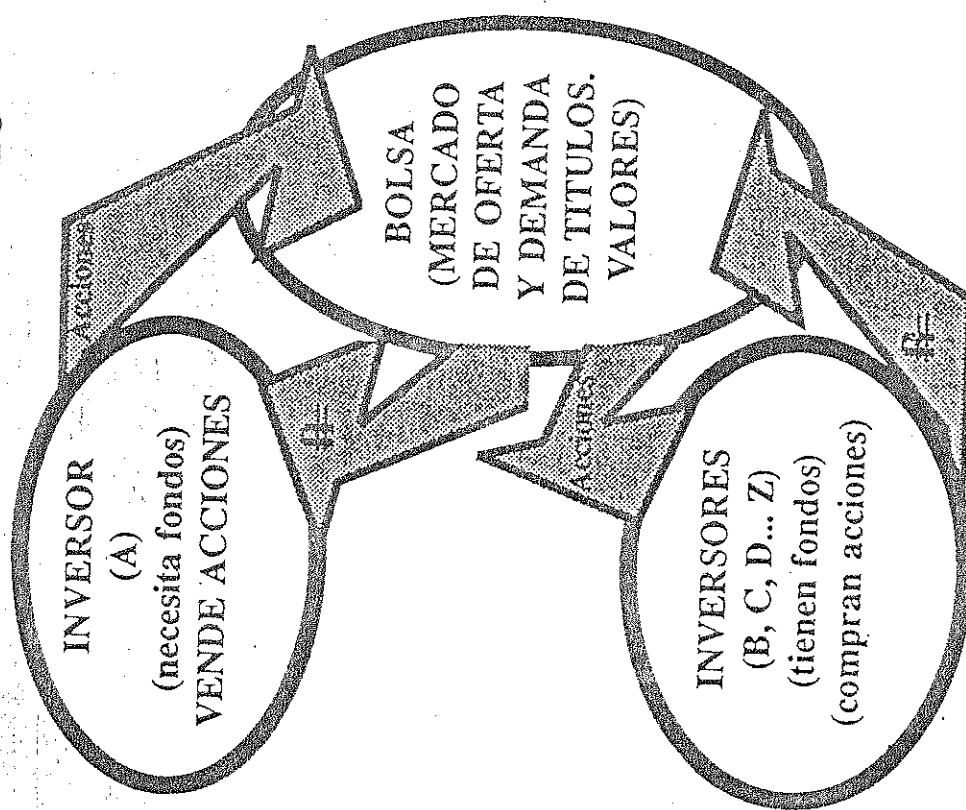 INVERSORES
(B, C, D... Z)
(tienen fondos)
(compran acciones)
INVERSOR
(A)
(necesita fondos)
VENDE ACCIONES
Acciones
Acciones
BOLSA
(MERCADO
DE OFERTA
Y DEMANDA
DE TITULOS.
VALORES)